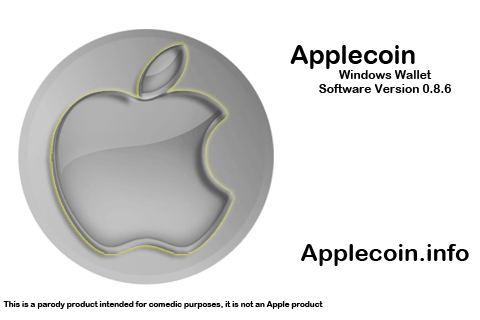 Applecoin
Windows Wallet
Software Version 0.8.6
Applecoin.info
This is a parody product intended for comedic purposes, it is not an Apple product